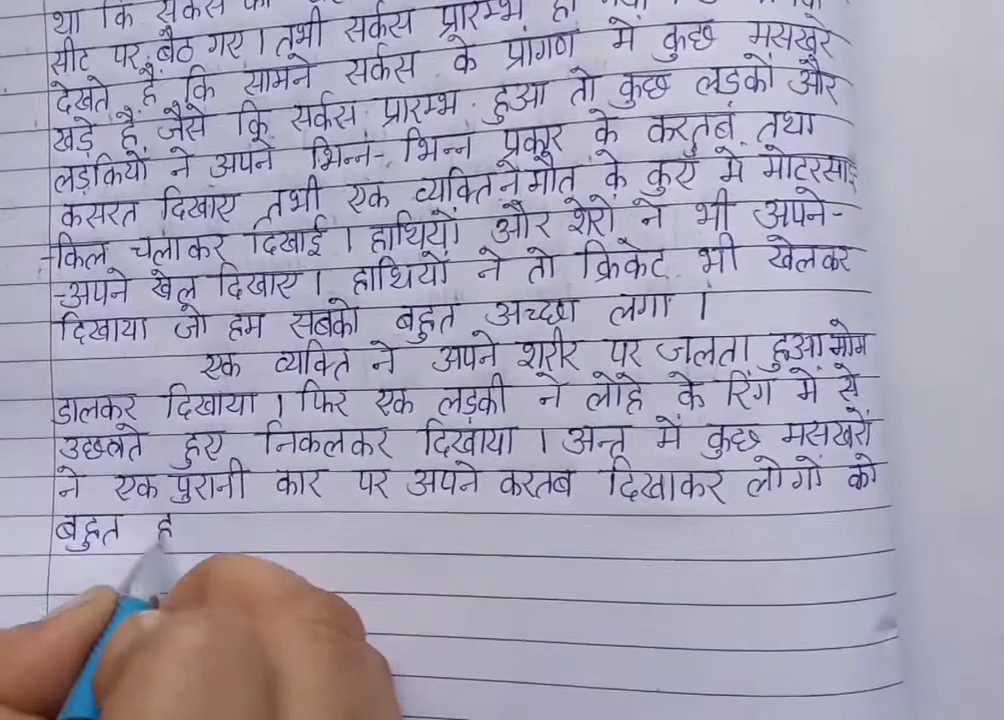 था कि सर्कस
सीट पर बैठ गए । तभी सर्कस प्रारम्भ
देखते हैं कि सामने सर्कस के प्रांगण में कुछ मसखरे
खड़े हैं, जैसे कि सर्कस प्रारम्भ हुआ तो कुछ लड़कों और
लड़कियों ने अपने भिन्न-भिन्न प्रकार के करतब तथा
कसरत दिखाए तभी एक व्यक्ति ने मौत के कुएँ में मोटरसाइ
-किल चलाकर दिखाई । हाथियों और शेरों ने भी अपने-
-अपने खेल दिखाए । हाथियों ने तो क्रिकेट भी खेलकर
दिखाया जो हम सबको बहुत अच्छा लगा ।
एक व्यक्ति ने अपने शरीर पर जलता हुआ मोम
डालकर दिखाया । फिर एक लड़की ने लोहे के रिंग में से
उछलते हुए निकलकर दिखाया । अन्त में कुछ मसखरों
ने एक पुरानी कार पर अपने करतब दिखाकर लोगों को
बहुत ह